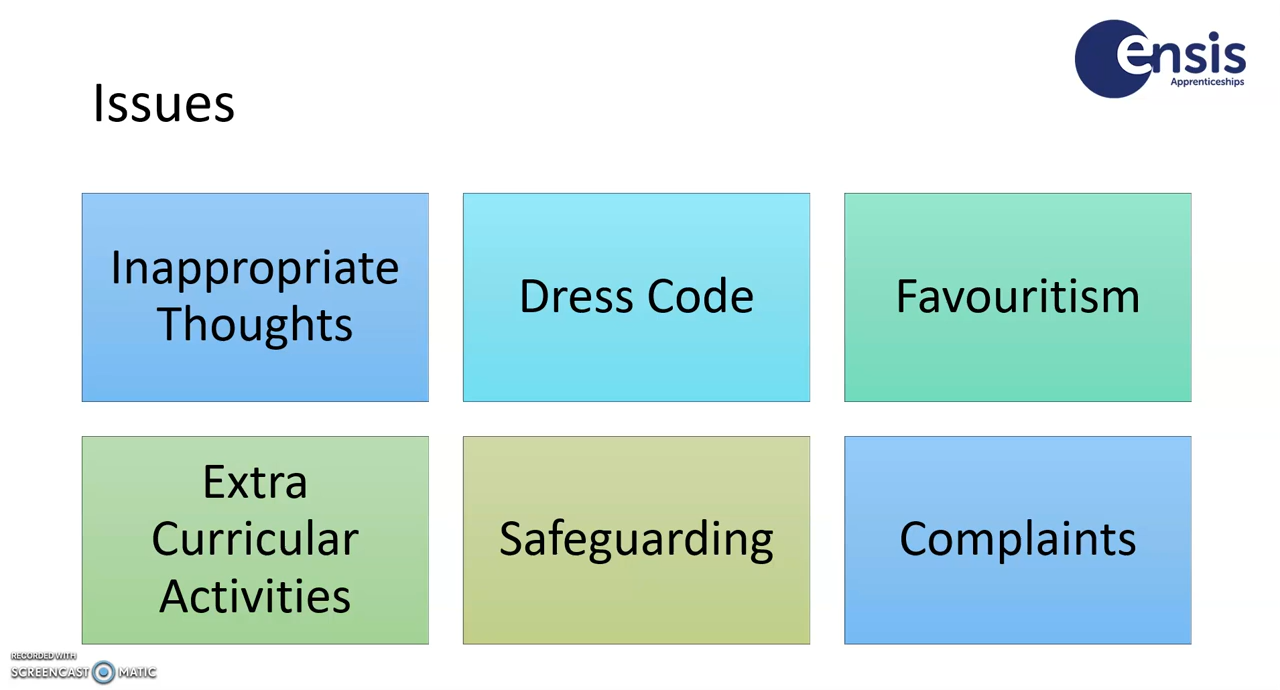 ensis
Apprenticeships
Issues
Inappropriate
Thoughts
Dress Code
Favouritism
Extra
Curricular
Activities
Safeguarding
Complaints
RECORDED WITH
SCREENCAST MATIC